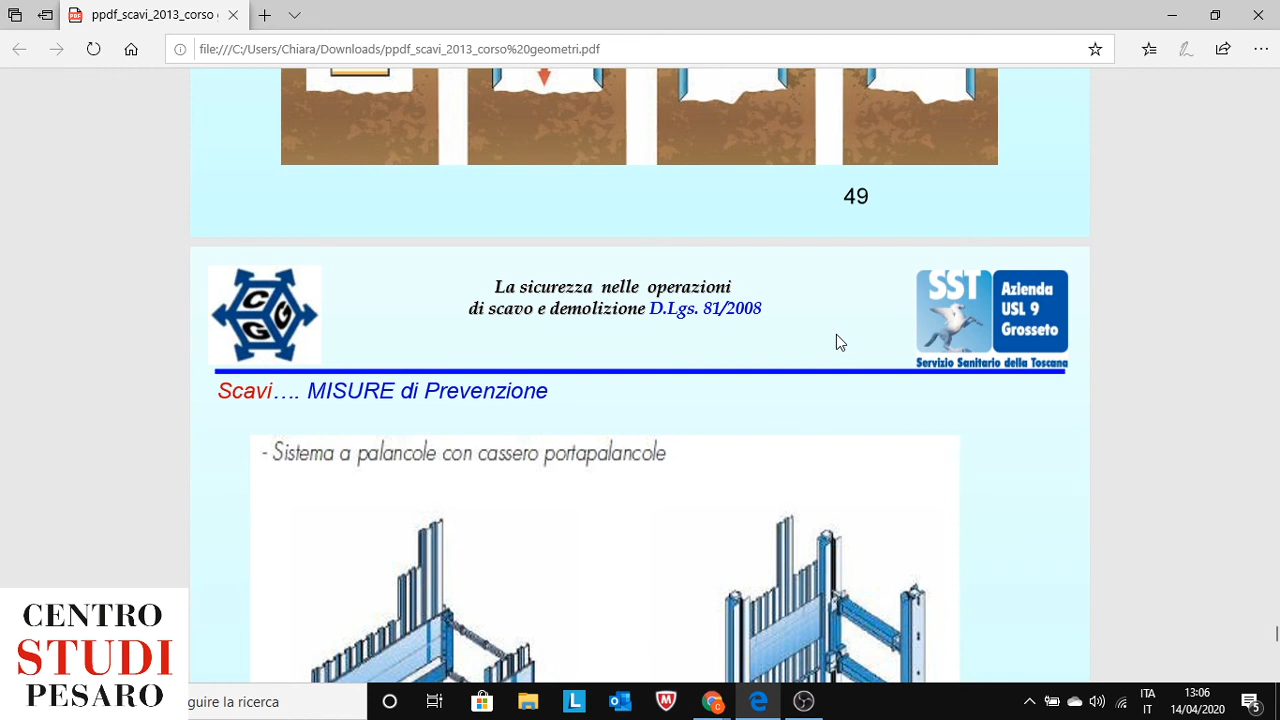 ppdf_scavi_2013_corso
file:///C:/Users/Chiara/Downloads/ppdf_scavi_2013_corso%20geometri.pdf
49
CGG
La sicurezza nelle operazioni
di scavo e demolizione D.Lgs. 81/2008
SST
Azienda
USL 9
Grosseto
Servizio Sanitario della Toscana
Scavi.... MISURE di Prevenzione
- Sistema a palancole con cassero portapalancole
CENTRO
STUDI
PESARO
guire la ricerca
ITA
IT
13:06
14/04/2020
5